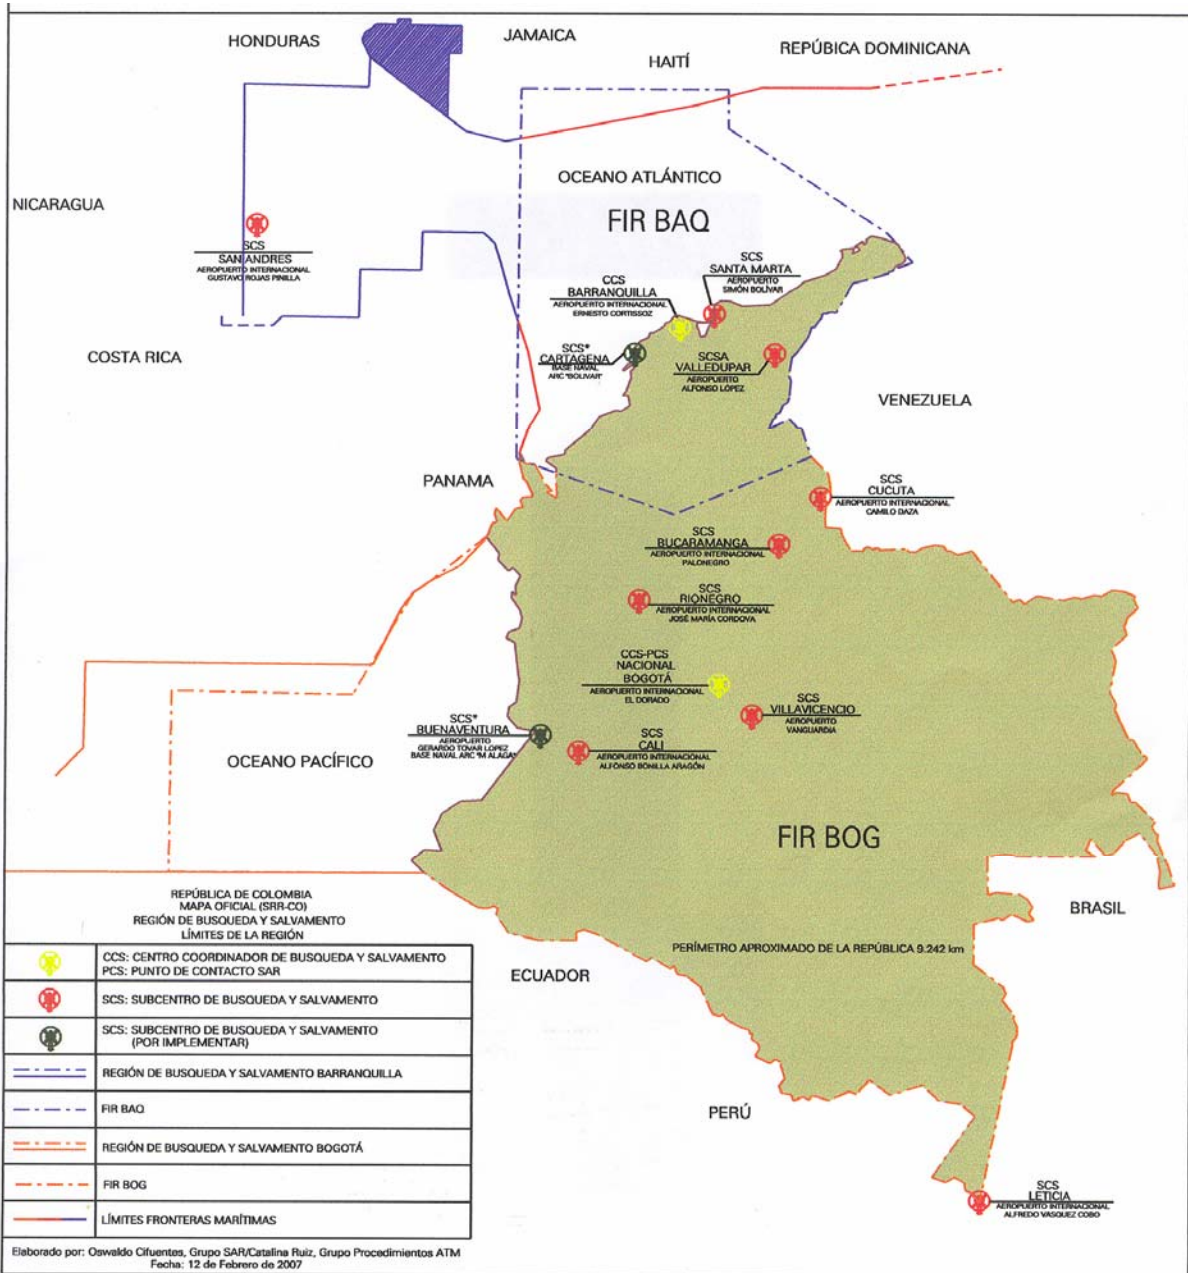 HONDURAS
JAMAICA
HAITÍ
REPÚBICA DOMINICANA
NICARAGUA
OCEANO ATLÁNTICO
FIR BAQ
SCS
SAN ANDRES
AEROPUERTO INTERNACIONAL
GUSTAVO ROJAS PINILLA
SCS
SANTA MARTA
AEROPUERTO
SIMÓN BOLÍVAR
CCS
BARRANQUILLA
AEROPUERTO INTERNACIONAL
ERNESTO CORTISSOZ
COSTA RICA
SCS*
CARTAGENA
BASE NAVAL
ARC "BOLIVAR"
SCSA
VALLEDUPAR
AEROPUERTO
ALFONSO LÓPEZ
VENEZUELA
PANAMA
SCS
CUCUTA
AEROPUERTO INTERNACIONAL
CAMILO DAZA
SCS
BUCARAMANGA
AEROPUERTO INTERNACIONAL
PALONEGRO
SCS
RIONEGRO
AEROPUERTO INTERNACIONAL
JOSÉ MARÍA CORDOVA
CCS-PCS
NACIONAL
BOGOTÁ
AEROPUERTO INTERNACIONAL
EL DORADO
SCS
VILLAVICENCIO
AEROPUERTO
VANGUARDIA
SCS*
BUENAVENTURA
AEROPUERTO
GERARDO TOVAR LOPEZ
BASE NAVAL ARC "M ALAGA"
SCS
CALI
AEROPUERTO INTERNACIONAL
ALFONSO BONILLA ARAGÓN
OCEANO PACÍFICO
FIR BOG
BRASIL
PERÍMETRO APROXIMADO DE LA REPÚBLICA 9.242 km
ECUADOR
PERÚ
SCS
LETICIA
AEROPUERTO INTERNACIONAL
ALFREDO VASQUEZ COBO
REPÚBLICA DE COLOMBIA
MAPA OFICIAL (SRR-CO)
REGIÓN DE BUSQUEDA Y SALVAMENTO
LÍMITES DE LA REGIÓN
CCS: CENTRO COORDINADOR DE BUSQUEDA Y SALVAMENTO
PCS: PUNTO DE CONTACTO SAR
SCS: SUBCENTRO DE BUSQUEDA Y SALVAMENTO
SCS: SUBCENTRO DE BUSQUEDA Y SALVAMENTO
(POR IMPLEMENTAR)
REGIÓN DE BUSQUEDA Y SALVAMENTO BARRANQUILLA
FIR BAQ
REGIÓN DE BUSQUEDA Y SALVAMENTO BOGOTÁ
FIR BOG
LÍMITES FRONTERAS MARÍTIMAS
Elaborado por: Oswaldo Cifuentes, Grupo SAR/Catalina Ruiz, Grupo Procedimientos ATM
Fecha: 12 de Febrero de 2007